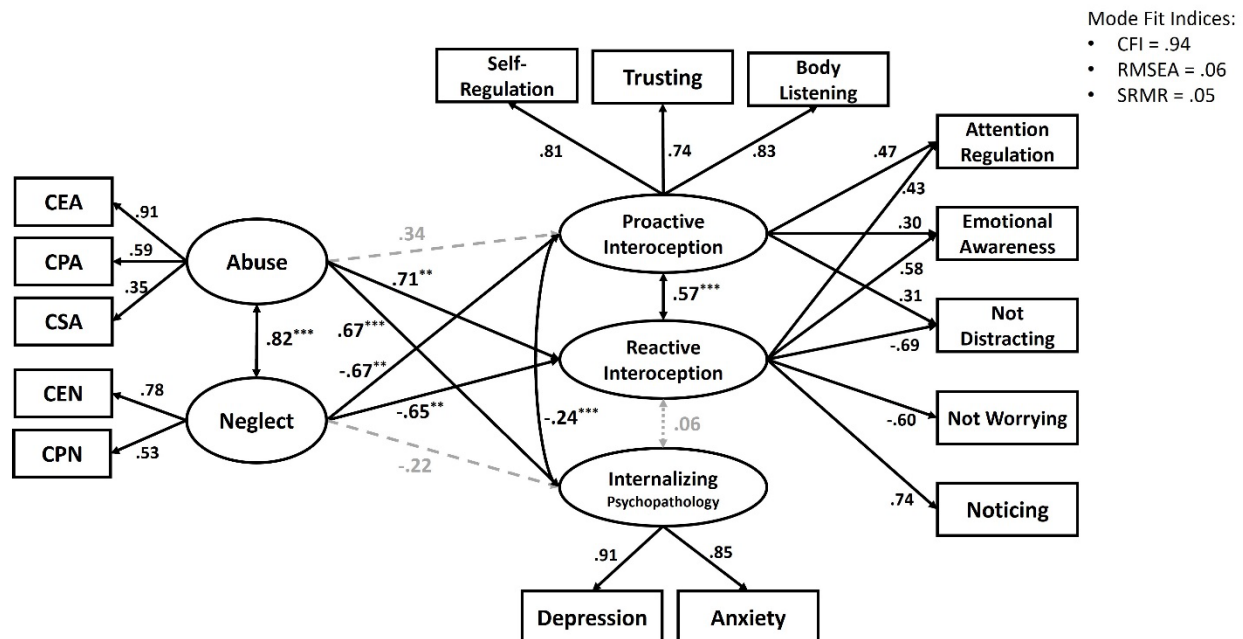 Mode Fit Indices:
• CFI = .94
• RMSEA = .06
• SRMR = .05
Self-
Regulation
Trusting
Body
Listening
.81
.74
.83
Attention
Regulation
Emotional
Awareness
Not
Distracting
Not Worrying
Noticing
.47
.43
.30
.58
.31
-.69
-.60
.74
CEA
CPA
CSA
CEN
CPN
.91
.59
.35
.78
.53
Abuse
Neglect
.82***
.34
.71**
.67***
-.67**
-.65**
-.22
Proactive
Interoception
.57***
Reactive
Interoception
-.24***
.06
Internalizing
Psychopathology
.91
.85
Depression
Anxiety